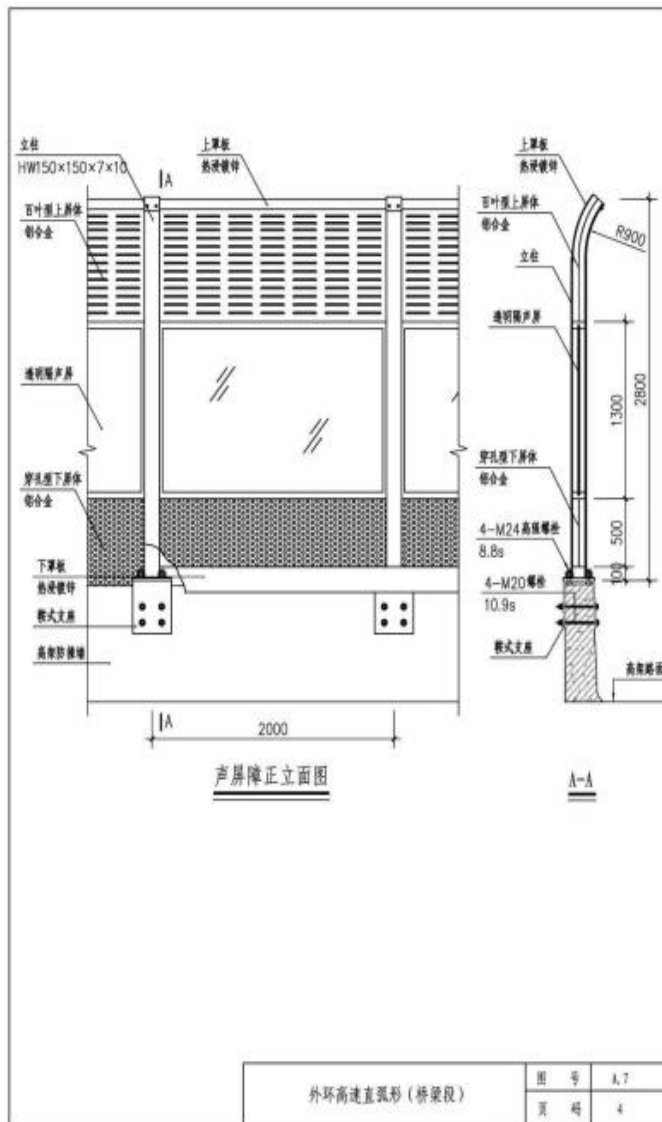 立柱
HW150×150×7×10
A
上罩板
热浸镀锌
百叶型上屏体
铝合金
透明隔声屏
穿孔型下屏体
铝合金
下罩板
热浸镀锌
鞍式支座
高架防撞墙
A
2000
声屏障正立面图
上罩板
热浸镀锌
百叶型上屏体
铝合金
R900
立柱
透明隔声屏
1300
2800
穿孔型下屏体
铝合金
500
4-M24高强螺栓
8.8s
100
4-M20螺栓
10.9s
鞍式支座
高架路面
A-A
外环高速直弧形(桥梁段)
图 号
A.7
页 码
4